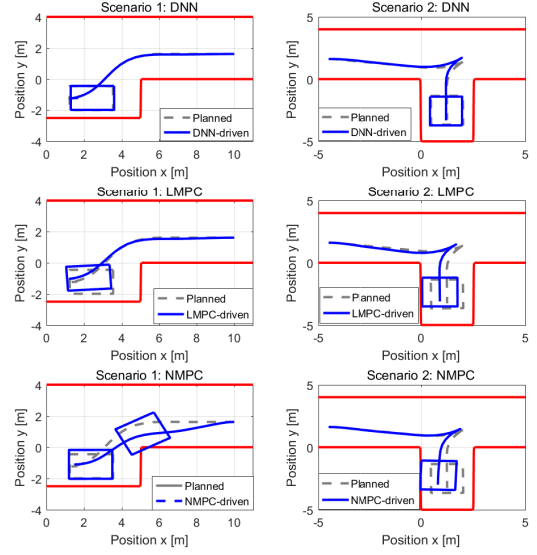 Scenario 1: DNN
Position y [m]
4
2
0
-2
-4
0 2 4 6 8 10
Position x [m]
Planned
DNN-driven
Scenario 2: DNN
Position y [m]
5
0
-5
-5 0 5
Position x [m]
Planned
DNN-driven
Scenario 1: LMPC
Position y [m]
4
2
0
-2
-4
0 2 4 6 8 10
Position x [m]
Planned
LMPC-driven
Scenario 2: LMPC
Position y [m]
5
0
-5
-5 0 5
Position x [m]
Planned
LMPC-driven
Scenario 1: NMPC
Position y [m]
4
2
0
-2
-4
0 2 4 6 8 10
Position x [m]
Planned
NMPC-driven
Scenario 2: NMPC
Position y [m]
5
0
-5
-5 0 5
Position x [m]
Planned
NMPC-driven